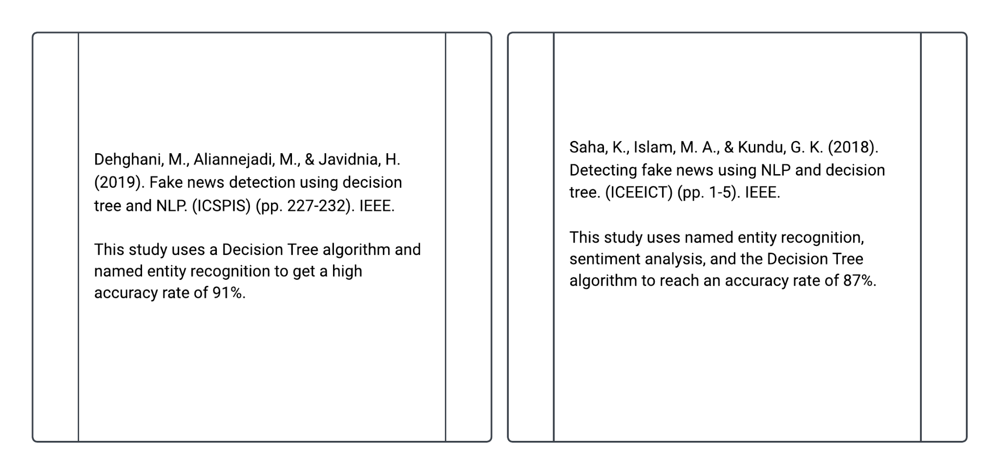 Dehghani, M., Aliannejadi, M., & Javidnia, H.
(2019). Fake news detection using decision
tree and NLP. (ICSPIS) (pp. 227-232). IEEE.
This study uses a Decision Tree algorithm and
named entity recognition to get a high
accuracy rate of 91%.
Saha, K., Islam, M. A., & Kundu, G. K. (2018).
Detecting fake news using NLP and decision
tree. (ICEEICT) (pp. 1-5). IEEE.
This study uses named entity recognition,
sentiment analysis, and the Decision Tree
algorithm to reach an accuracy rate of 87%.